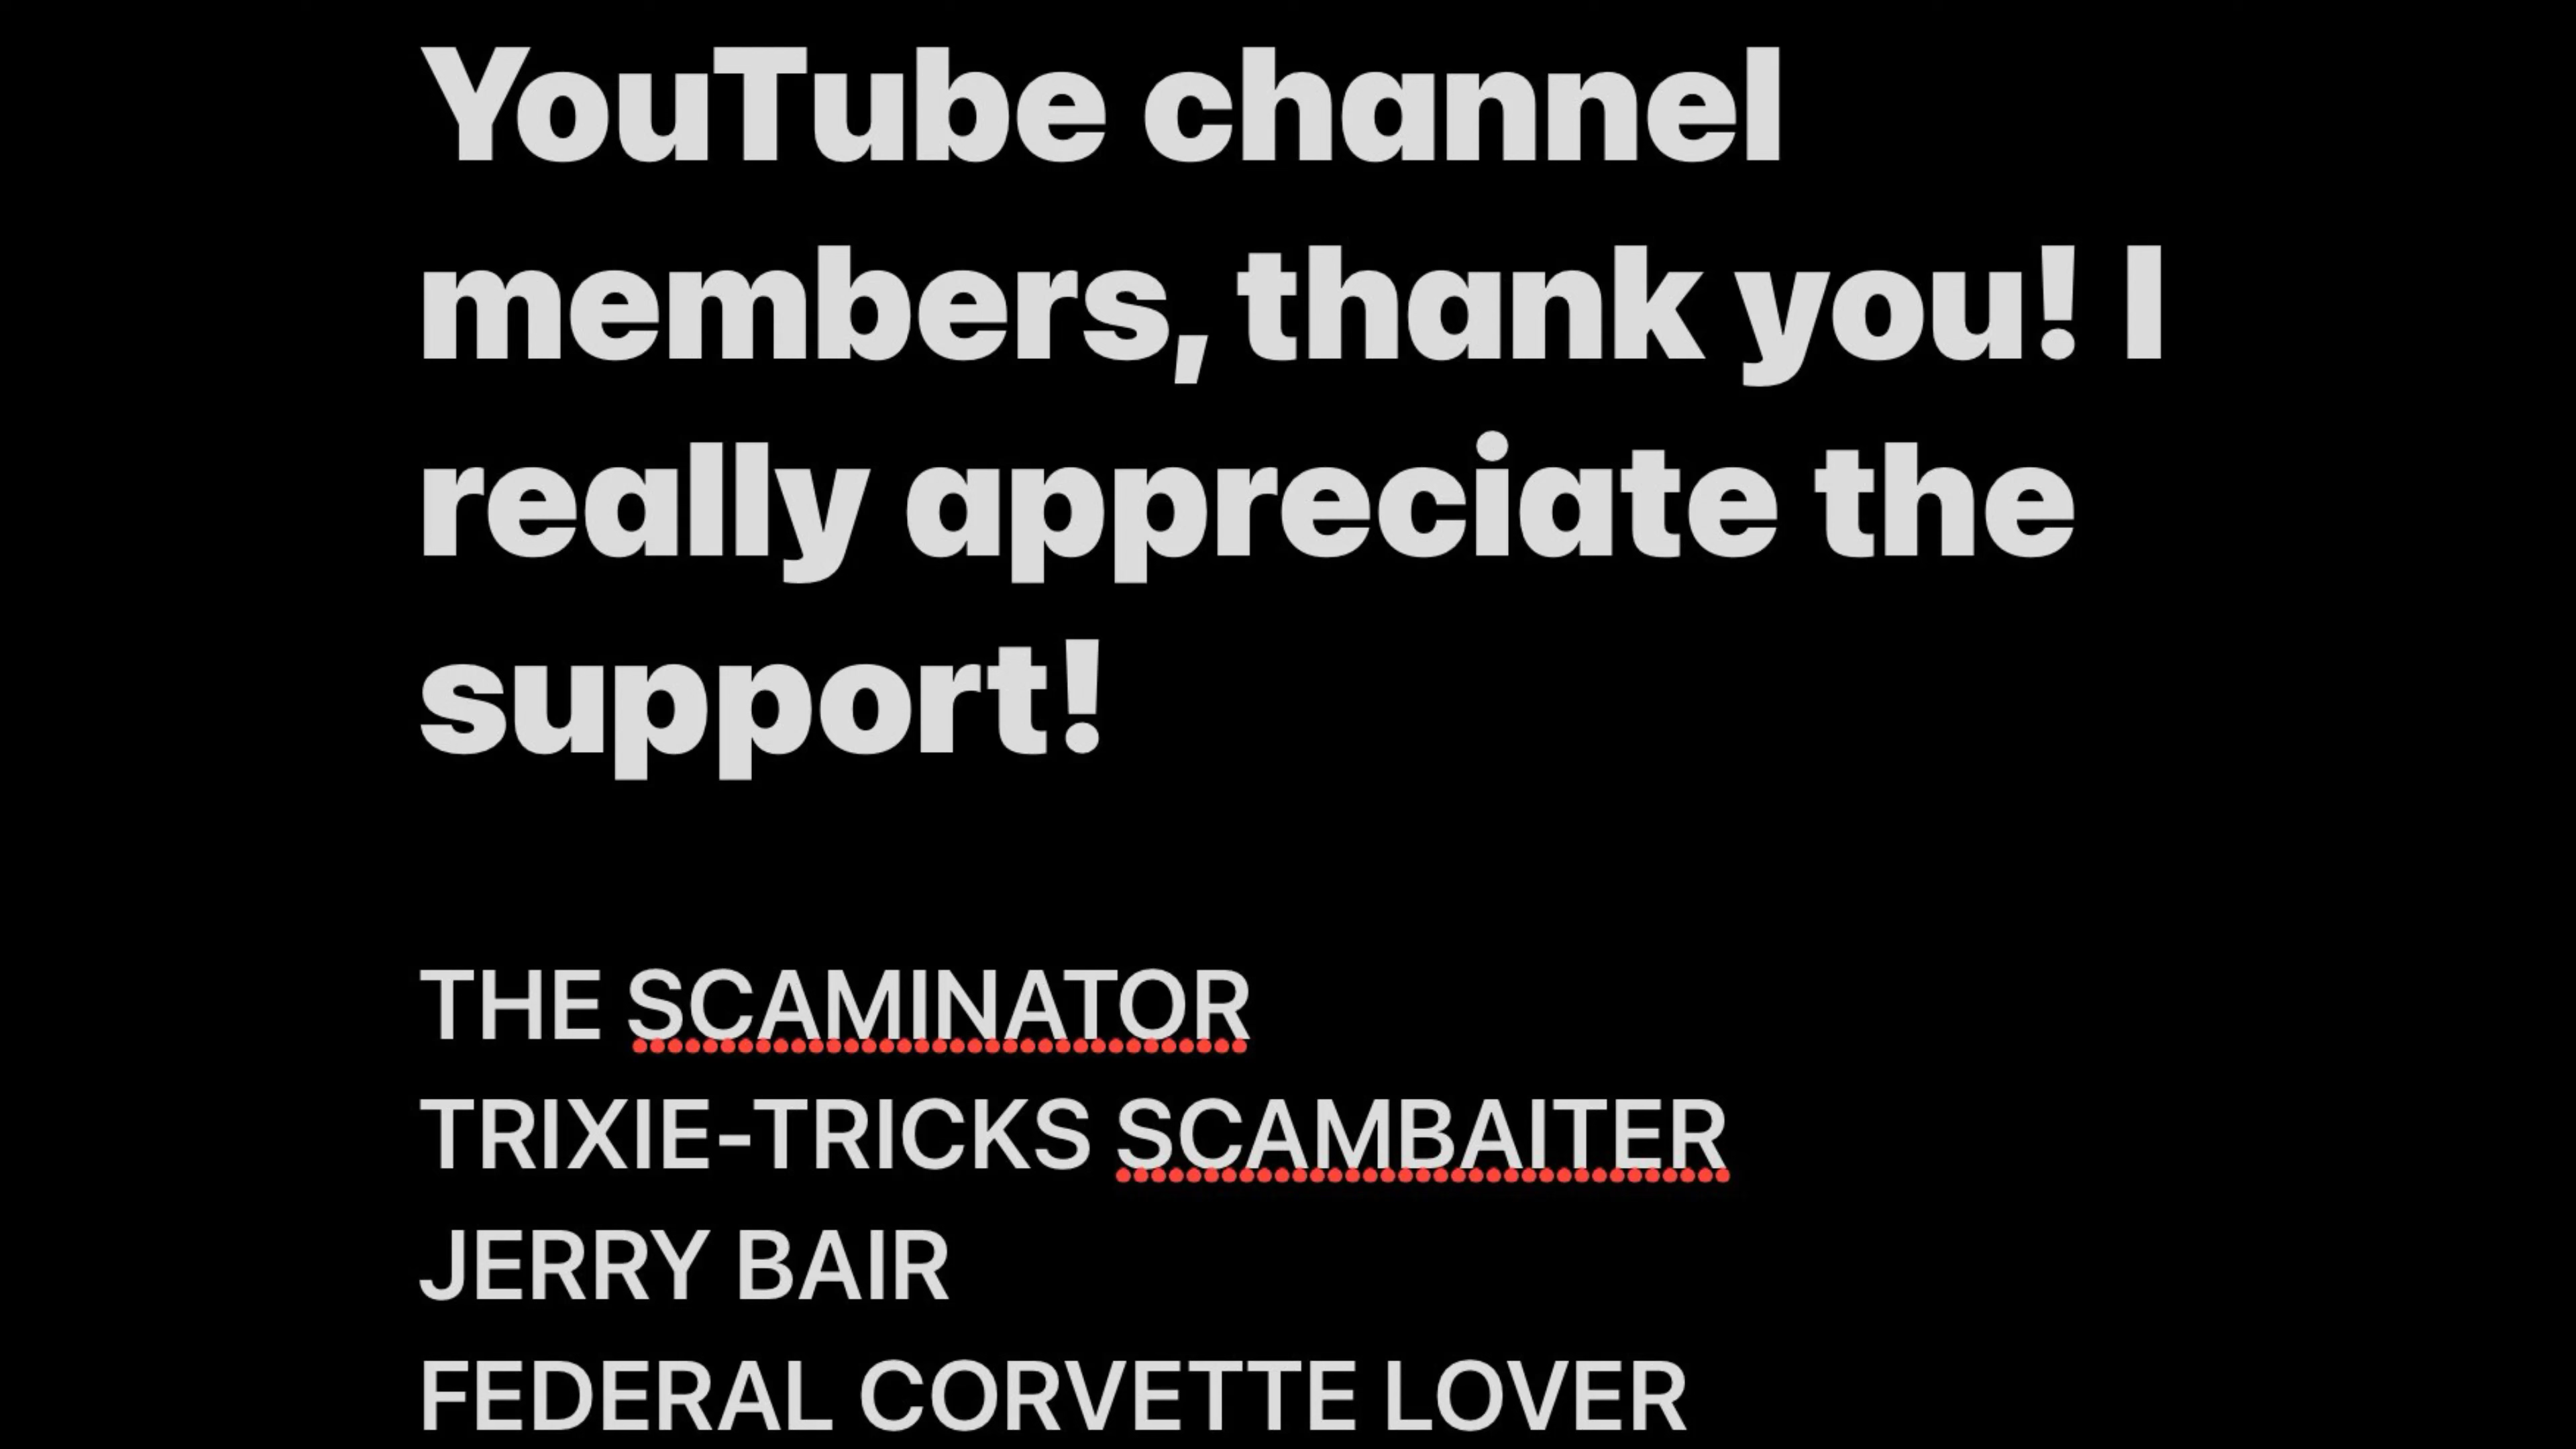 YouTube channel
members, thank you! I
really appreciate the
support!
THE SCAMINATOR
TRIXIE-TRICKS SCAMBAITER
JERRY BAIR
FEDERAL CORVETTE LOVER